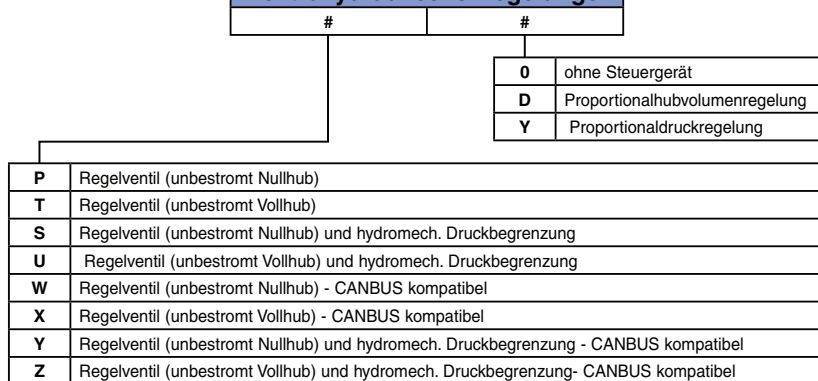 # #
0 ohne Steuergerät
D Proportionalhubvolumenregelung
Y Proportionaldruckregelung
P Regelventil (unbestromt Nullhub)
T Regelventil (unbestromt Vollhub)
S Regelventil (unbestromt Nullhub) und hydromech. Druckbegrenzung
U Regelventil (unbestromt Vollhub) und hydromech. Druckbegrenzung
W Regelventil (unbestromt Nullhub) - CANBUS kompatibel
X Regelventil (unbestromt Vollhub) - CANBUS kompatibel
Y Regelventil (unbestromt Nullhub) und hydromech. Druckbegrenzung - CANBUS kompatibel
Z Regelventil (unbestromt Vollhub) und hydromech. Druckbegrenzung- CANBUS kompatibel